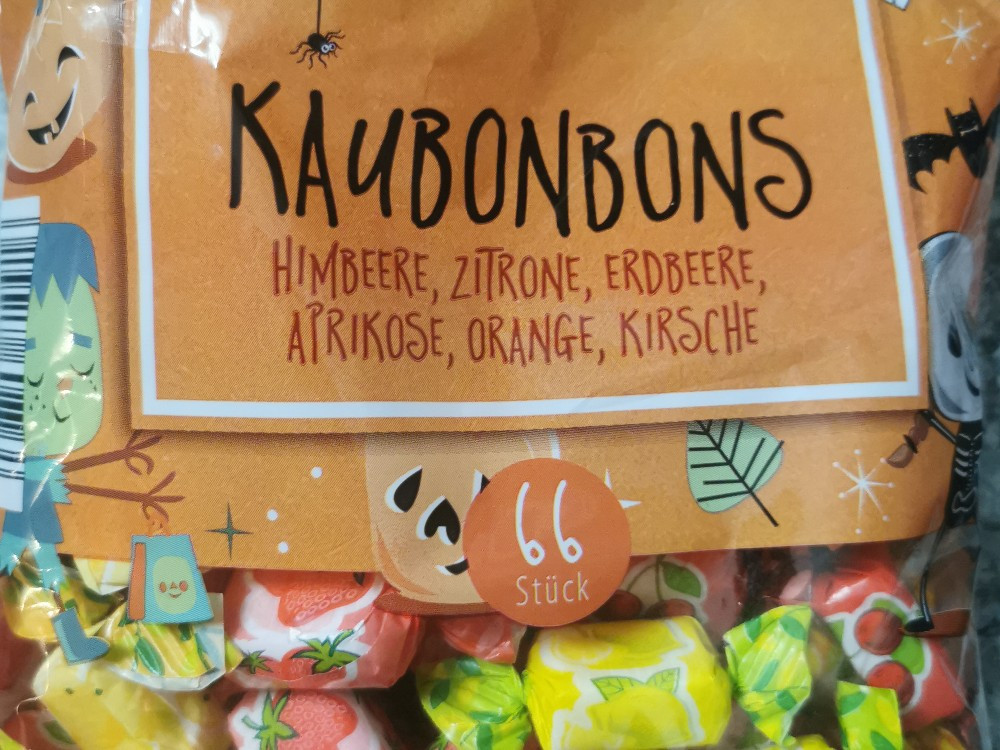 KAUBONBONS
HIMBEERE, ZITRONE, ERDBEERE,
APRIKOSE, ORANGE, KIRSCHE
66
Stück